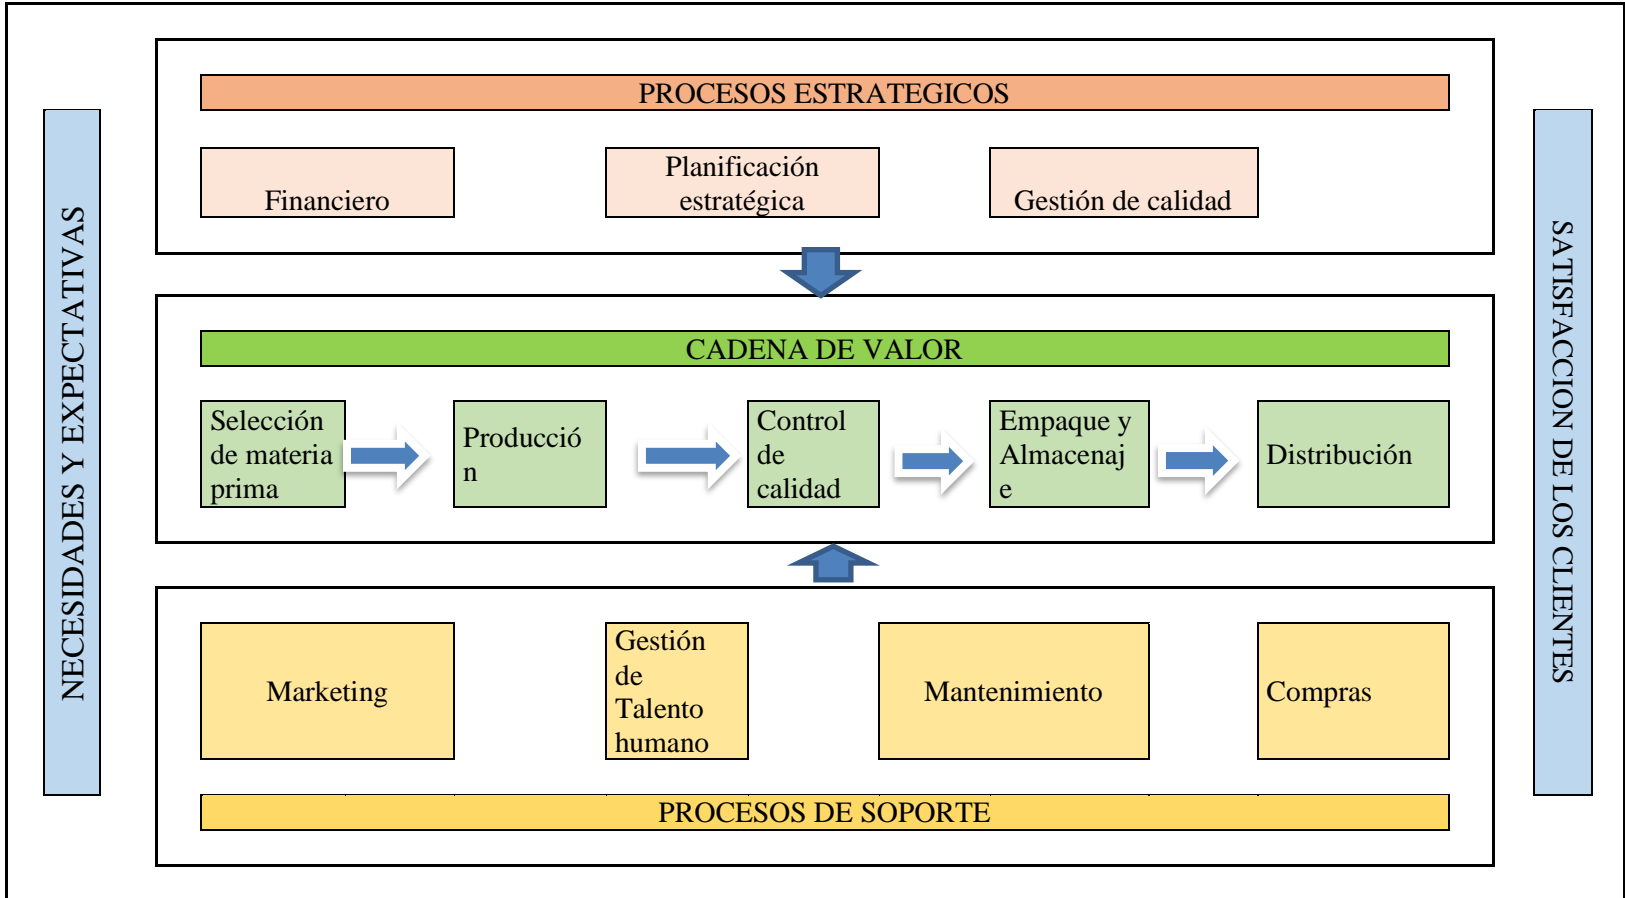 PROCESOS ESTRATEGICOS
Financiero
Planificación
estratégica
Gestión de calidad
NECESIDADES Y EXPECTATIVAS
SATISFACCION DE LOS CLIENTES
CADENA DE VALOR
Selección
de materia
prima
Producció
n
Control
de
calidad
Empaque y
Almacenaj
e
Distribución
Marketing
Gestión
de
Talento
humano
Mantenimiento
Compras
PROCESOS DE SOPORTE